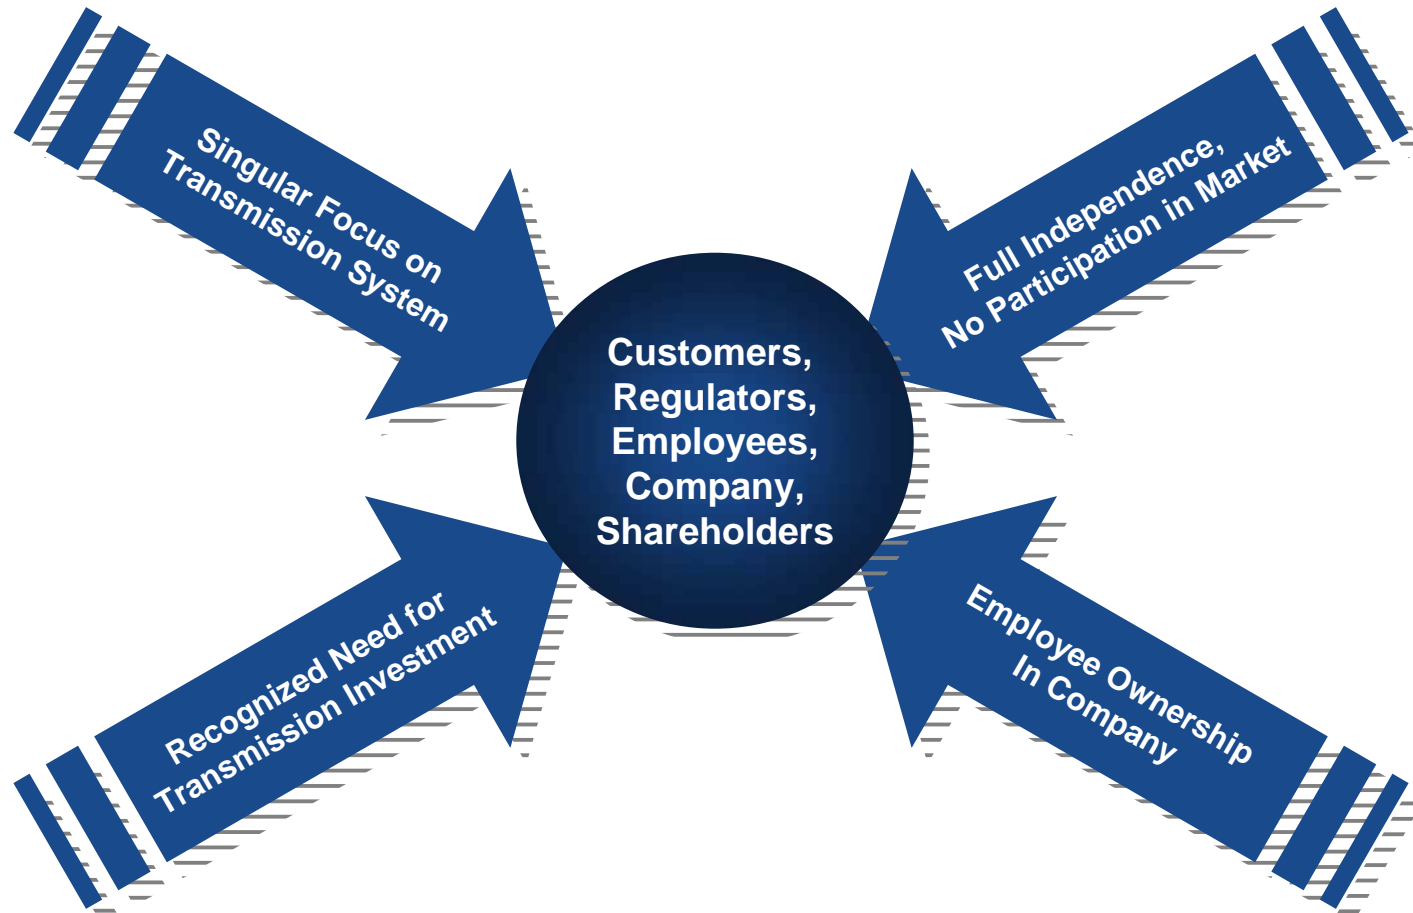 Singular Focus on
Transmission System
Full Independence,
No Participation in Market
Customers,
Regulators,
Employees,
Company,
Shareholders
Recognized Need for
Transmission Investment
Employee Ownership
In Company